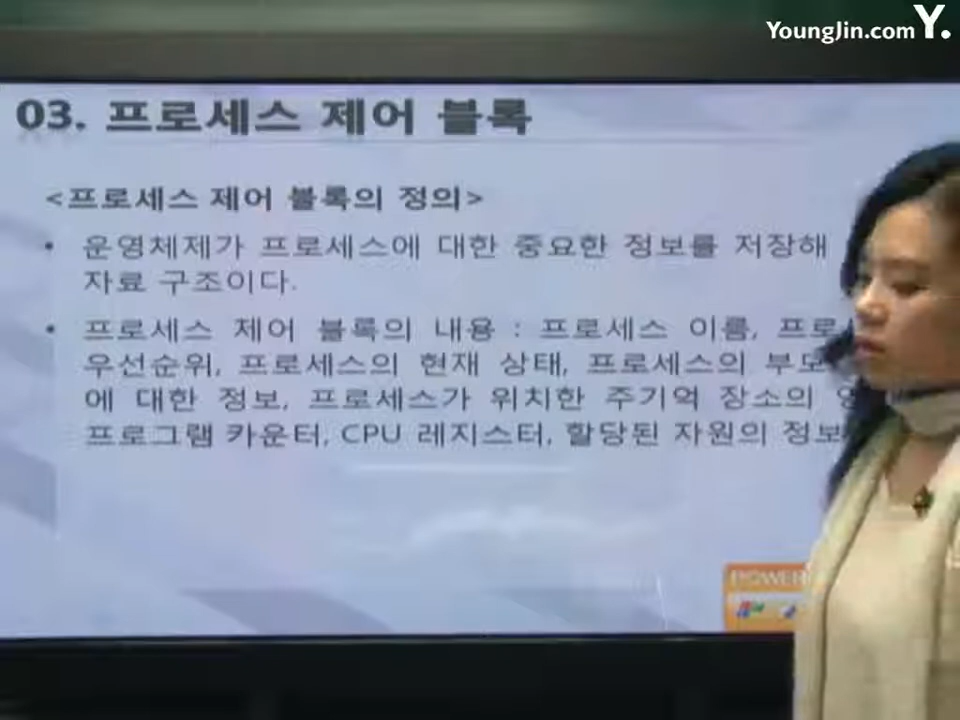 YoungJin.com Y.
03. 프로세스 제어 블록
<프로세스 제어 블록의 정의>
• 운영체제가 프로세스에 대한 중요한 정보를 저장해
자료 구조이다.
• 프로세스 제어 블록의 내용 : 프로세스 이름, 프로
우선순위, 프로세스의 현재 상태, 프로세스의 부모
에 대한 정보, 프로세스가 위치한 주기억 장소의
프로그램 카운터, CPU 레지스터, 할당된 자원의 정보
POWER